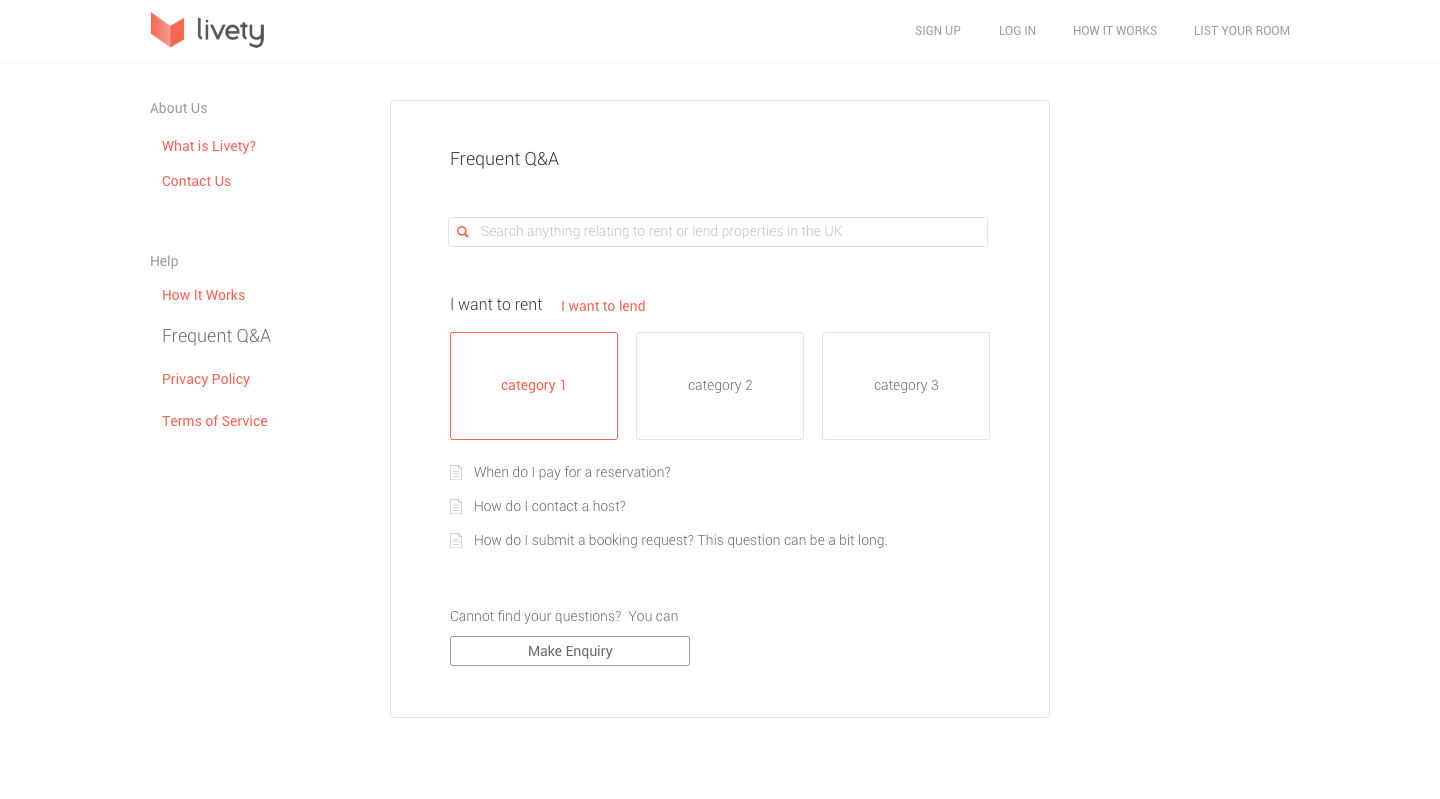 livety
SIGN UP
LOG IN
HOW IT WORKS
LIST YOUR ROOM
About Us
What is Livety?
Contact Us
Help
How It Works
Frequent Q&A
Privacy Policy
Terms of Service
Frequent Q&A
Search anything relating to rent or lend properties in the UK
I want to rent
I want to lend
category 1
category 2
category 3
When do I pay for a reservation?
How do I contact a host?
How do I submit a booking request? This question can be a bit long.
Cannot find your questions?  You can
Make Enquiry